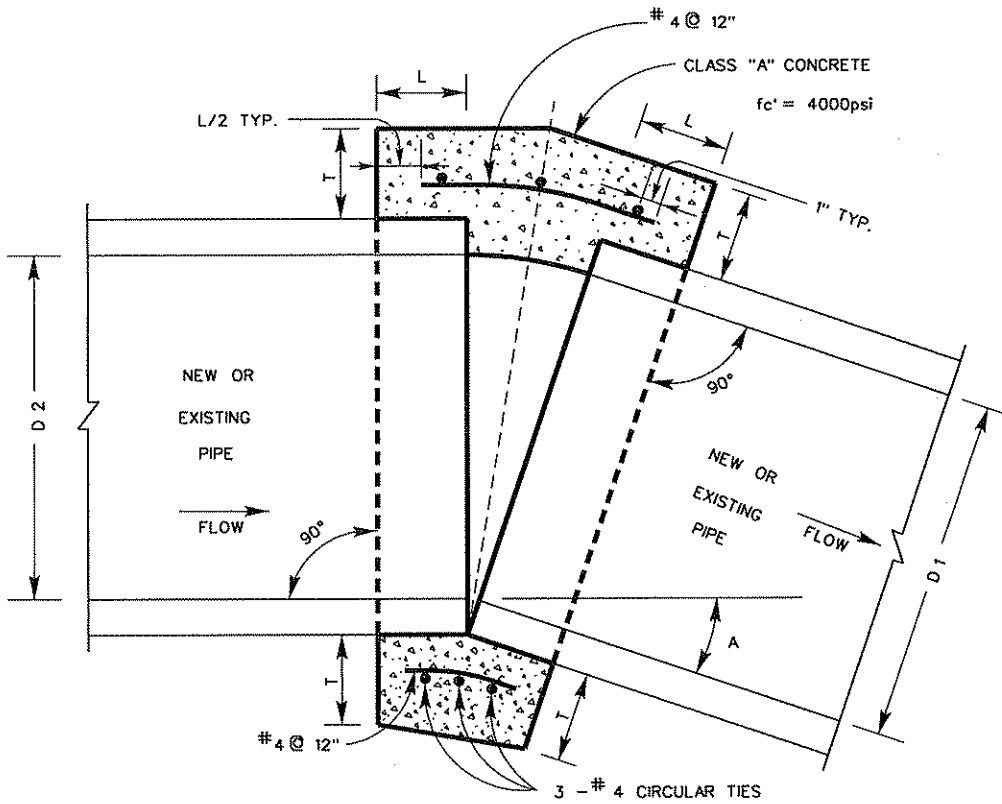 # 4 @ 12"
L
CLASS "A" CONCRETE
fc' = 4000psi
L/2 TYP.
L
T
T
1" TYP.
D 2
NEW OR
EXISTING
PIPE
FLOW
90°
90°
NEW OR
EXISTING
PIPE
FLOW
D 1
A
T
T
# 4 @ 12"
3 - # 4 CIRCULAR TIES